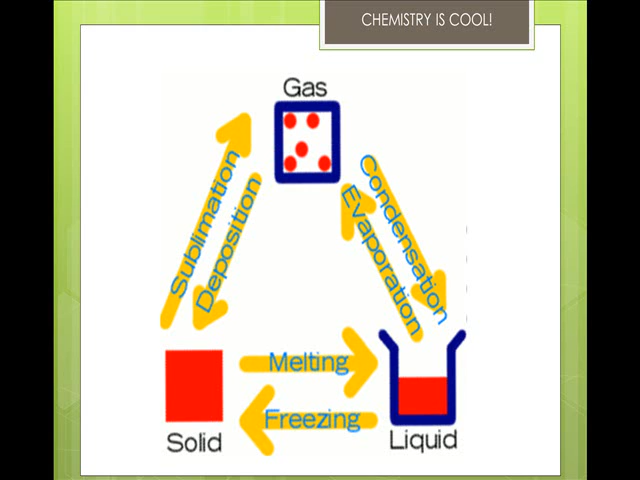 CHEMISTRY IS COOL!
Gas
Sublimation
Deposition
Condensation
Evaporation
Melting
Freezing
Solid
Liquid